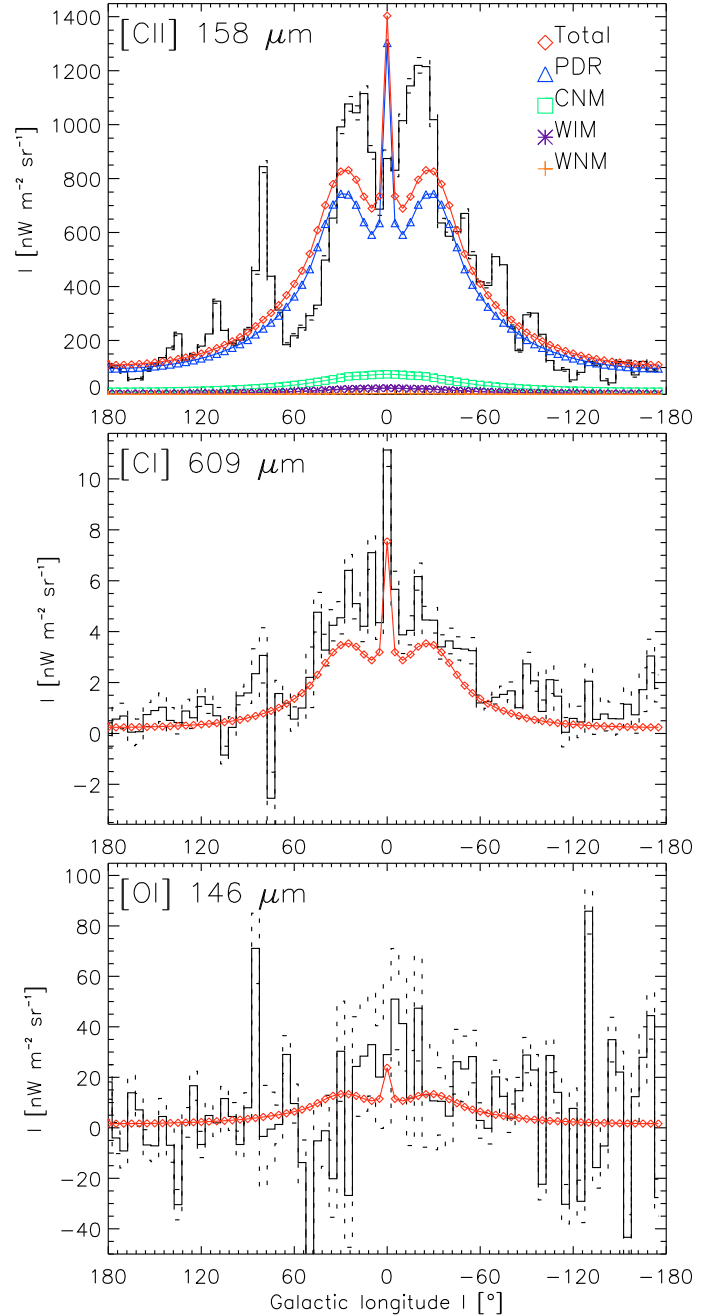 [CII] 158 μm
Total
PDR
CNM
WIM
WNM
I [nW m⁻² sr⁻¹]
1400
1200
1000
800
600
400
200
0
180 120 60 0 −60 −120 −180
[CI] 609 μm
I [nW m⁻² sr⁻¹]
10
8
6
4
2
0
−2
180 120 60 0 −60 −120 −180
[OI] 146 μm
I [nW m⁻² sr⁻¹]
100
80
60
40
20
0
−20
−40
180 120 60 0 −60 −120 −180
Galactic longitude l [°]